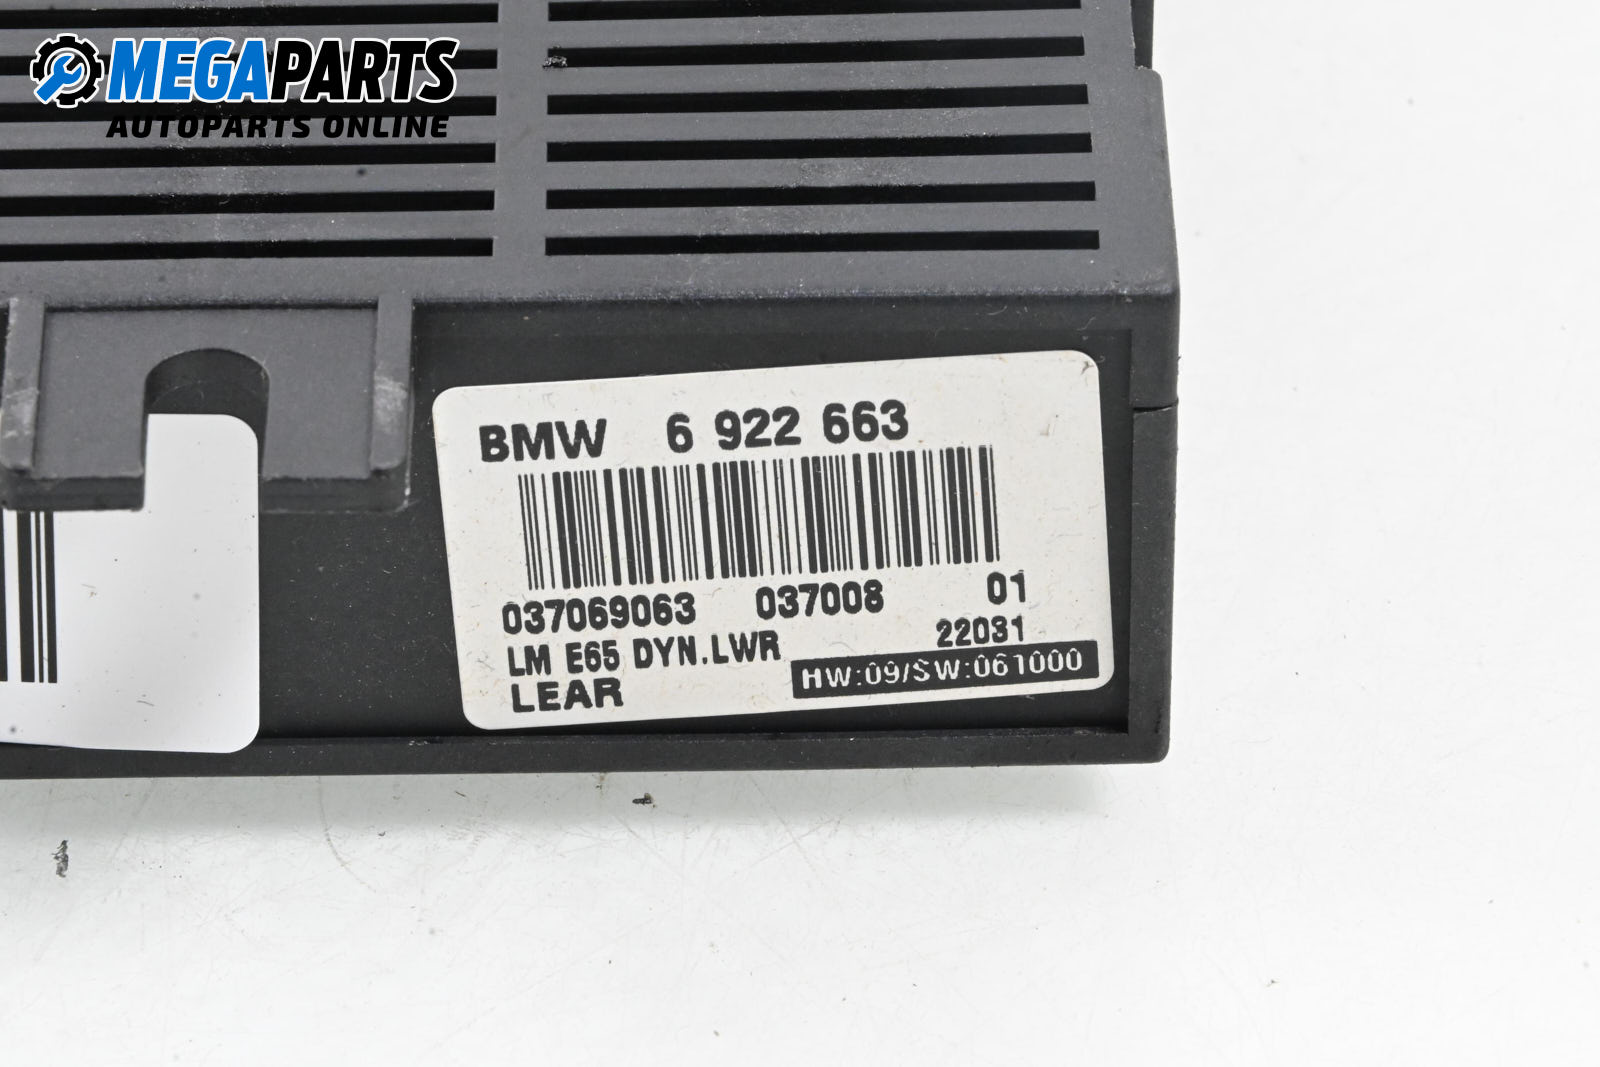 MEGAPARTS
AUTOPARTS ONLINE
BMW 6 922 663
037069063 037008 01
LM E65 DYN.LWR 22031
LEAR HW:09/SW:061000